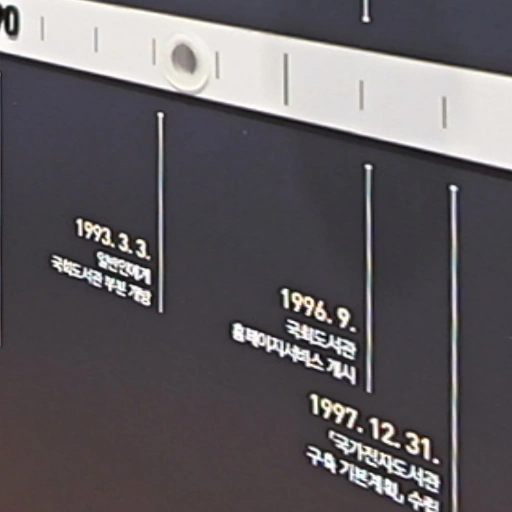 90
1993. 3. 3.
일반인에게
국회도서관 부분 개방
1996. 9.
국회도서관
홈페이지서비스 개시
1997. 12. 31.
「국가전자도서관
구축 기본계획」 수립